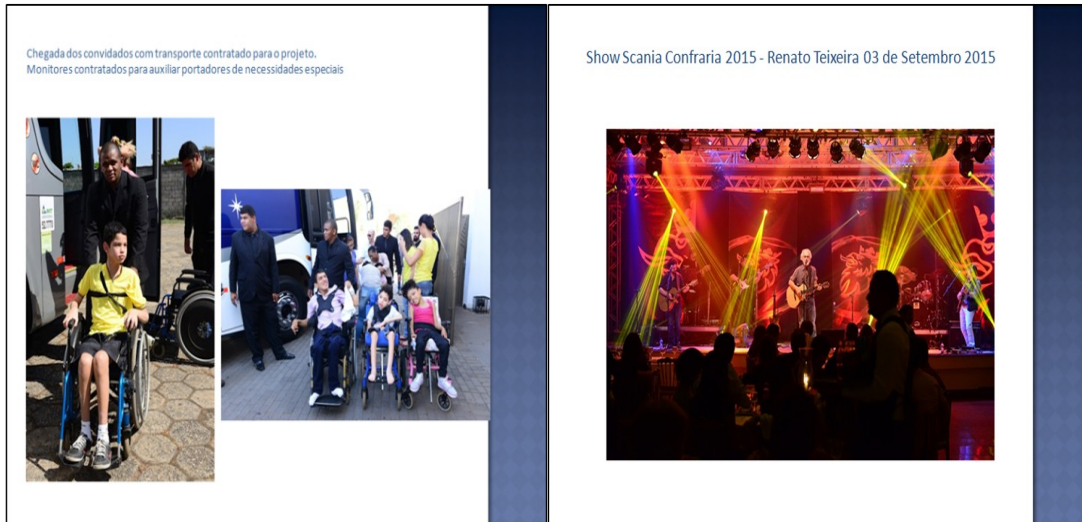 Chegada dos convidados com transporte contratado para o projeto.
Monitores contratados para auxiliar portadores de necessidades especiais
Show Scania Confraria 2015 - Renato Teixeira 03 de Setembro 2015